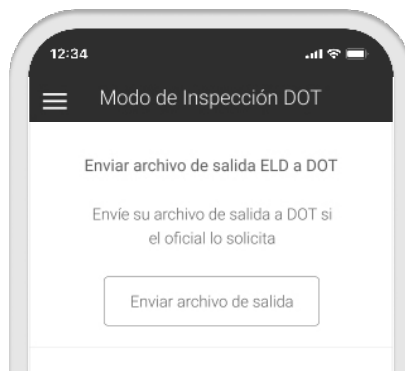 12:34
Modo de Inspección DOT
Enviar archivo de salida ELD a DOT
Envíe su archivo de salida a DOT si
el oficial lo solicita
Enviar archivo de salida